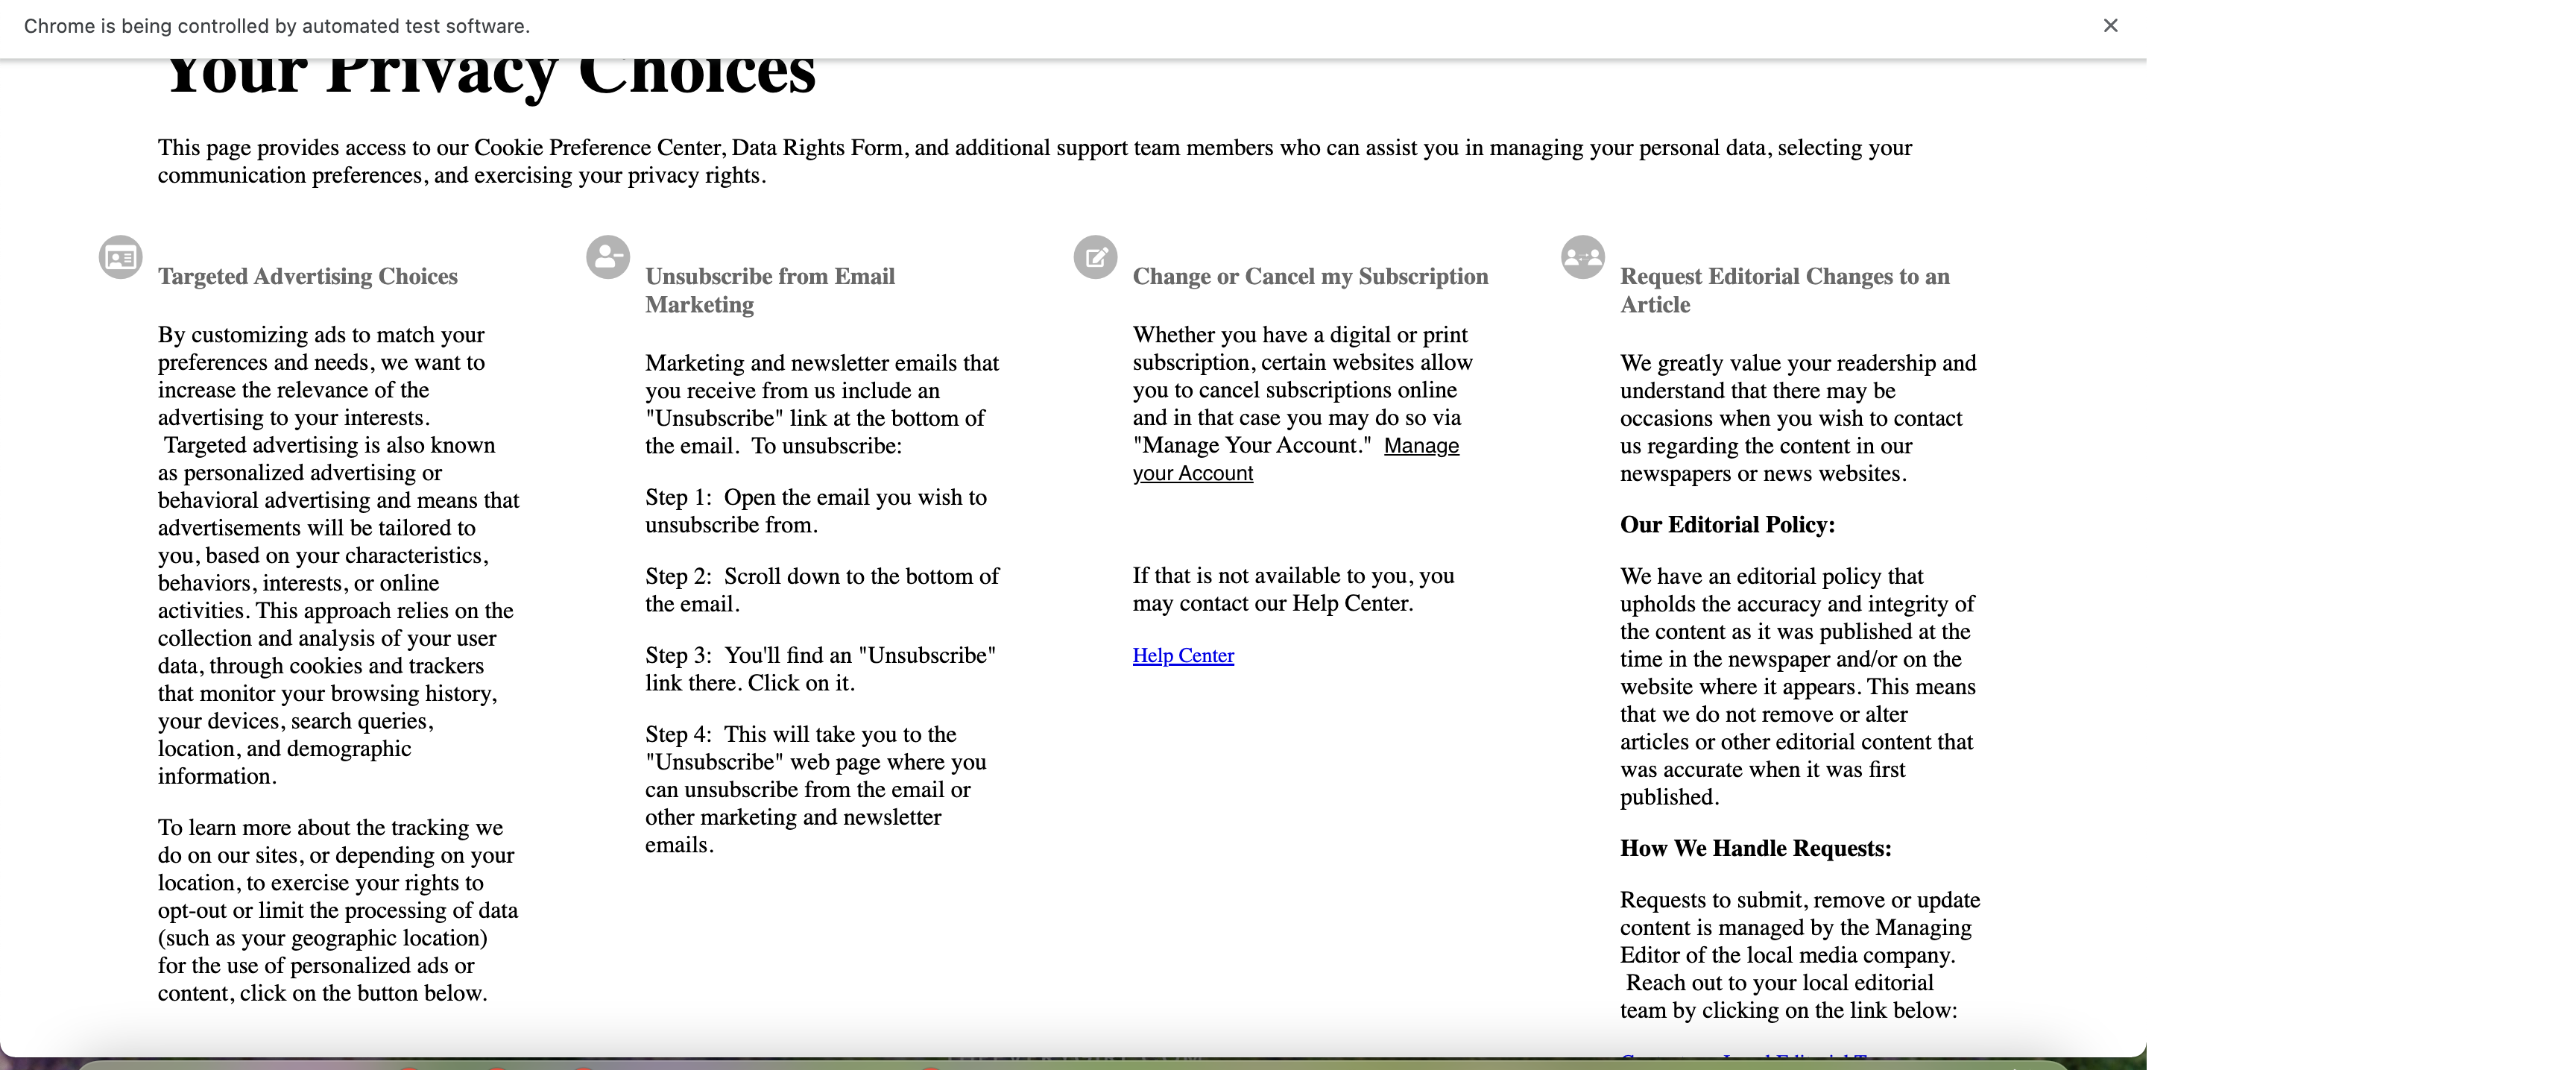 Chrome is being controlled by automated test software.
Your Privacy Choices
This page provides access to our Cookie Preference Center, Data Rights Form, and additional support team members who can assist you in managing your personal data, selecting your
communication preferences, and exercising your privacy rights.
Targeted Advertising Choices
By customizing ads to match your
preferences and needs, we want to
increase the relevance of the
advertising to your interests.
Targeted advertising is also known
as personalized advertising or
behavioral advertising and means that
advertisements will be tailored to
you, based on your characteristics,
behaviors, interests, or online
activities. This approach relies on the
collection and analysis of your user
data, through cookies and trackers
that monitor your browsing history,
your devices, search queries,
location, and demographic
information.
To learn more about the tracking we
do on our sites, or depending on your
location, to exercise your rights to
opt-out or limit the processing of data
(such as your geographic location)
for the use of personalized ads or
content, click on the button below.
Unsubscribe from Email
Marketing
Marketing and newsletter emails that
you receive from us include an
"Unsubscribe" link at the bottom of
the email.  To unsubscribe:
Step 1:  Open the email you wish to
unsubscribe from.
Step 2:  Scroll down to the bottom of
the email.
Step 3:  You'll find an "Unsubscribe"
link there. Click on it.
Step 4:  This will take you to the
"Unsubscribe" web page where you
can unsubscribe from the email or
other marketing and newsletter
emails.
Change or Cancel my Subscription
Whether you have a digital or print
subscription, certain websites allow
you to cancel subscriptions online
and in that case you may do so via
"Manage Your Account."  Manage
your Account
If that is not available to you, you
may contact our Help Center.
Help Center
Request Editorial Changes to an
Article
We greatly value your readership and
understand that there may be
occasions when you wish to contact
us regarding the content in our
newspapers or news websites.
Our Editorial Policy:
We have an editorial policy that
upholds the accuracy and integrity of
the content as it was published at the
time in the newspaper and/or on the
website where it appears. This means
that we do not remove or alter
articles or other editorial content that
was accurate when it was first
published.
How We Handle Requests:
Requests to submit, remove or update
content is managed by the Managing
Editor of the local media company.
Reach out to your local editorial
team by clicking on the link below: